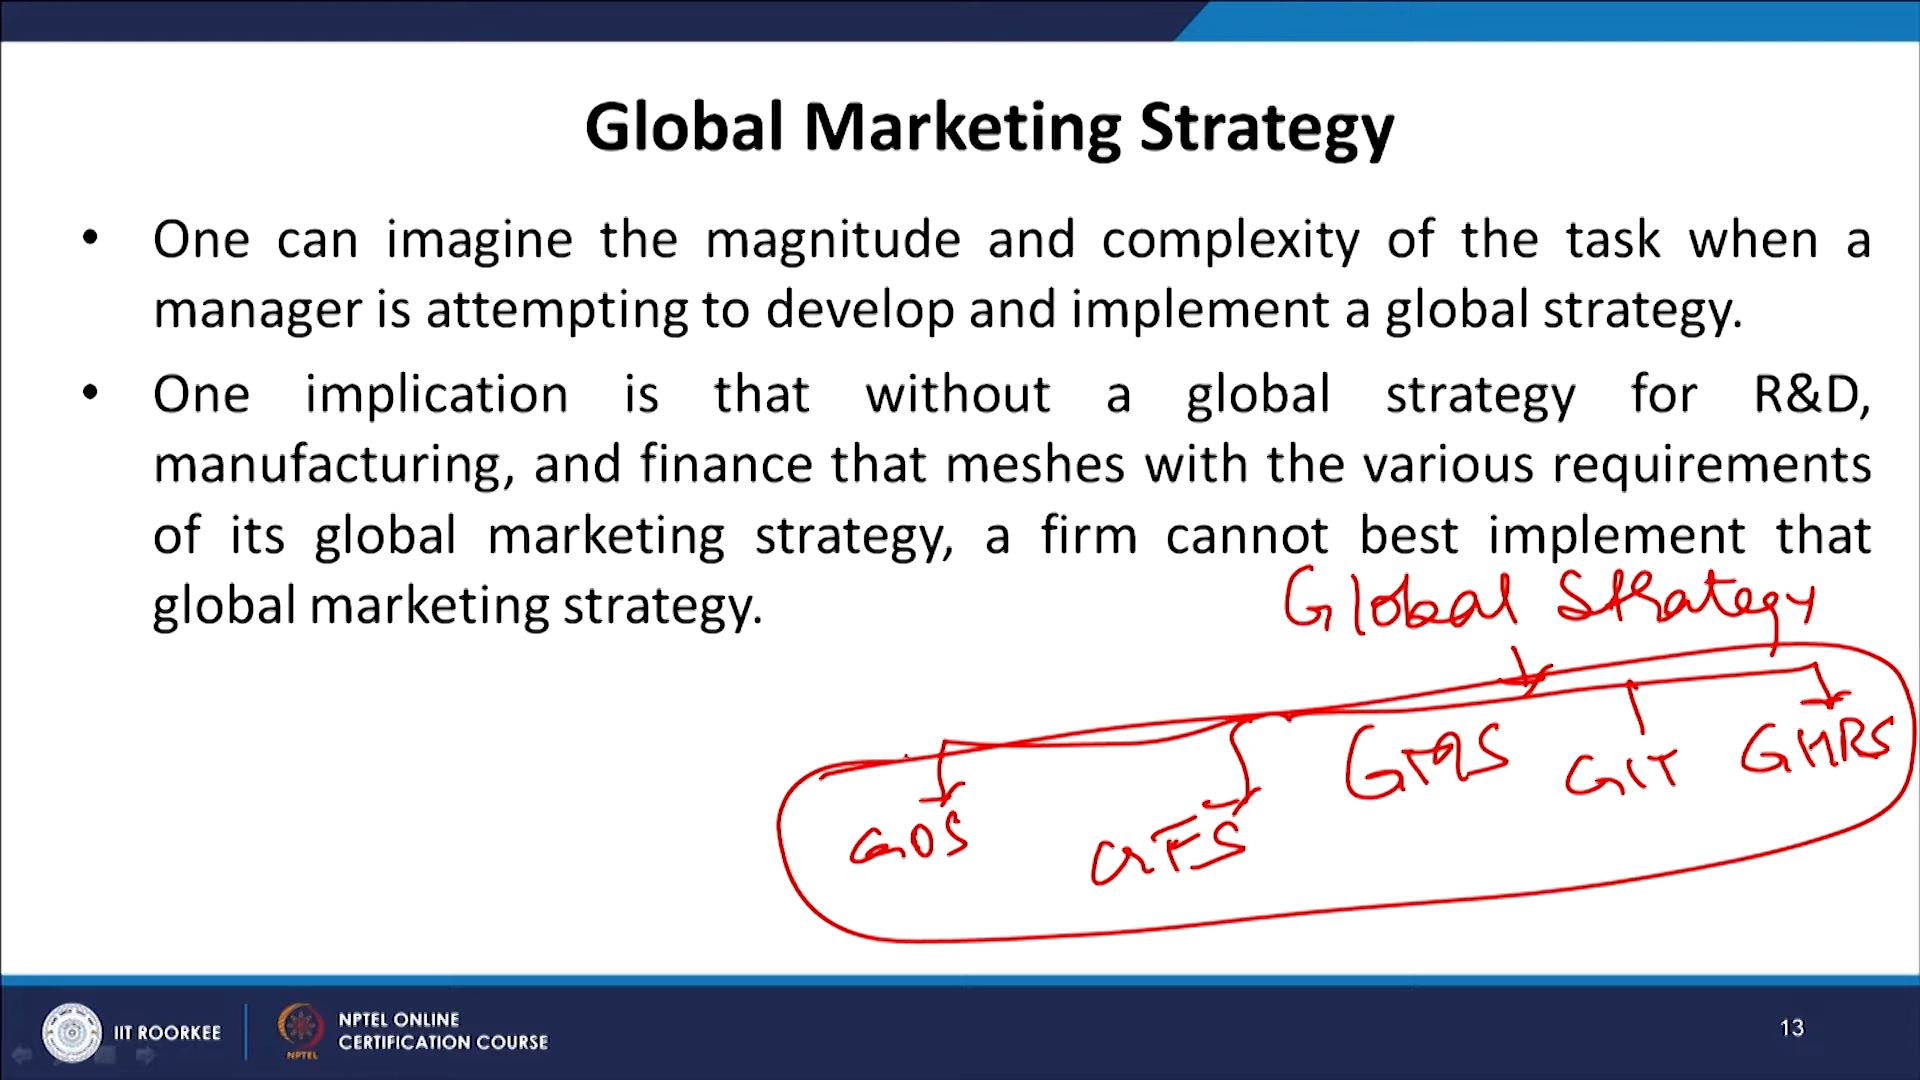 Global Marketing Strategy
• One can imagine the magnitude and complexity of the task when a
manager is attempting to develop and implement a global strategy.
• One implication is that without a global strategy for R&D,
manufacturing, and finance that meshes with the various requirements
of its global marketing strategy, a firm cannot best implement that
global marketing strategy.
Global Strategy
GOS GFS GMS GIT GHRS
IIT ROORKEE
NPTEL
NPTEL ONLINE
CERTIFICATION COURSE
13